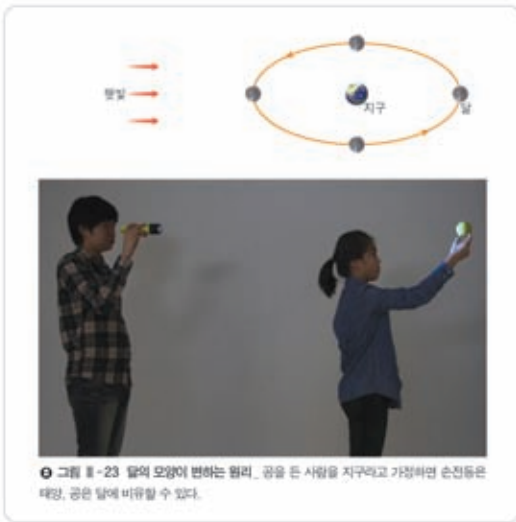 햇빛
지구
달
그림 Ⅱ-23 달의 모양이 변하는 원리_ 공을 든 사람을 지구라고 가정하면 손전등은
태양, 공은 달에 비유할 수 있다.